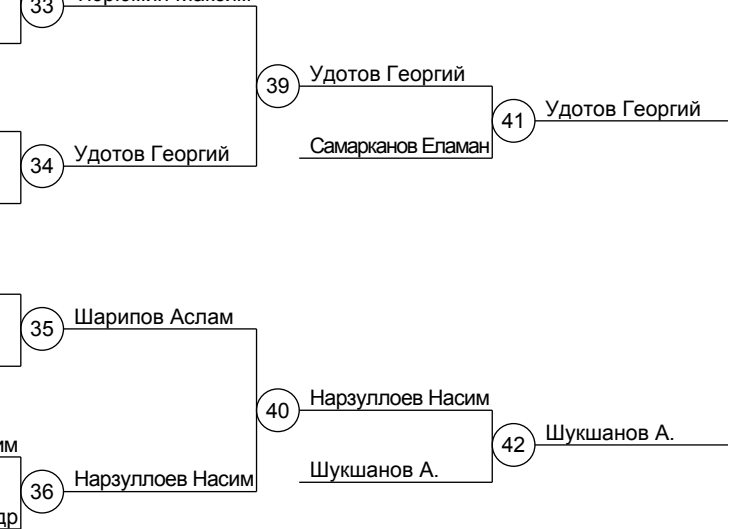 33
39
Удотов Георгий
41
Удотов Георгий
Самарканов Еламан
34
Удотов Георгий
35
Шарипов Аслам
40
Нарзуллоев Насим
42
Шукшанов А.
Шукшанов А.
36
Нарзуллоев Насим